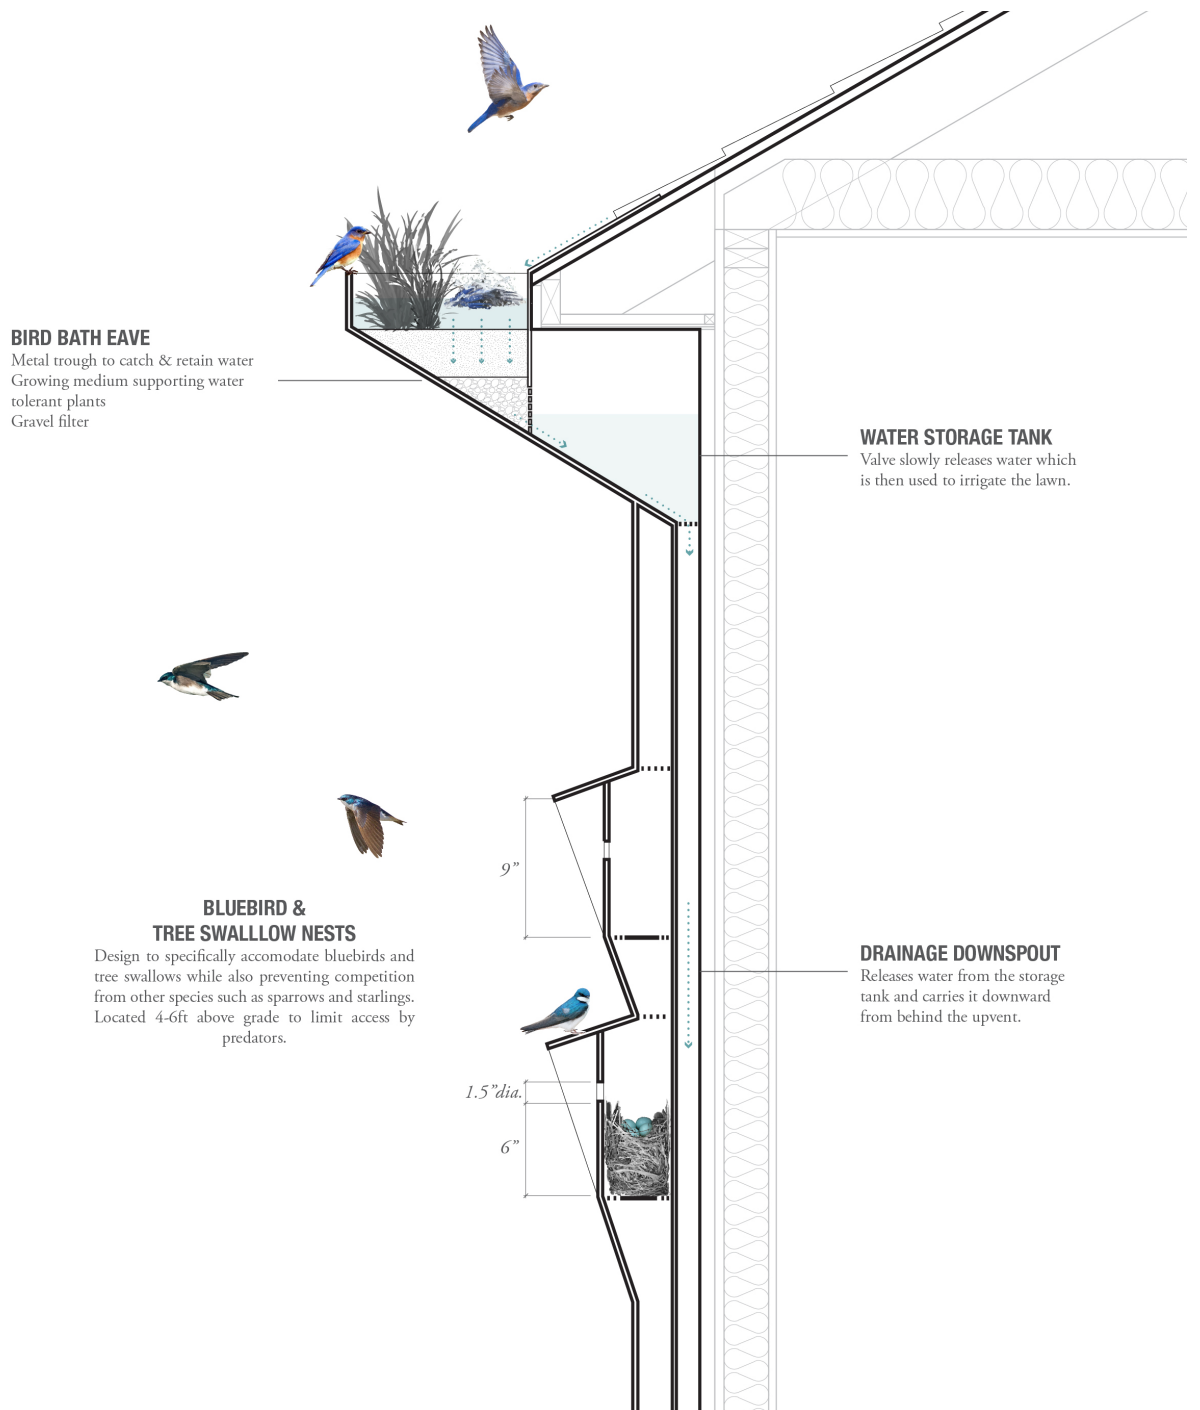 BIRD BATH EAVE
Metal trough to catch & retain water
Growing medium supporting water
tolerant plants
Gravel filter
WATER STORAGE TANK
Valve slowly releases water which
is then used to irrigate the lawn.
9”
BLUEBIRD &
TREE SWALLLOW NESTS
Design to specifically accomodate bluebirds and
tree swallows while also preventing competition
from other species such as sparrows and starlings.
Located 4-6ft above grade to limit access by
predators.
DRAINAGE DOWNSPOUT
Releases water from the storage
tank and carries it downward
from behind the upvent.
1.5”dia.
6”